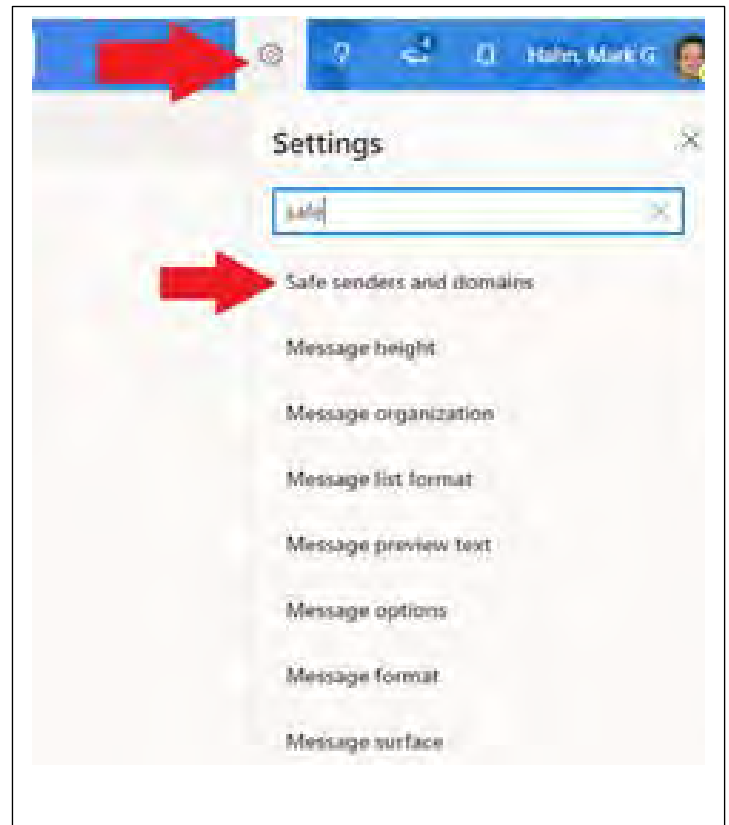 4
Hahn, Mark G
Settings
safe
Safe senders and domains
Message height
Message organization
Message list format
Message preview text
Message options
Message format
Message surface